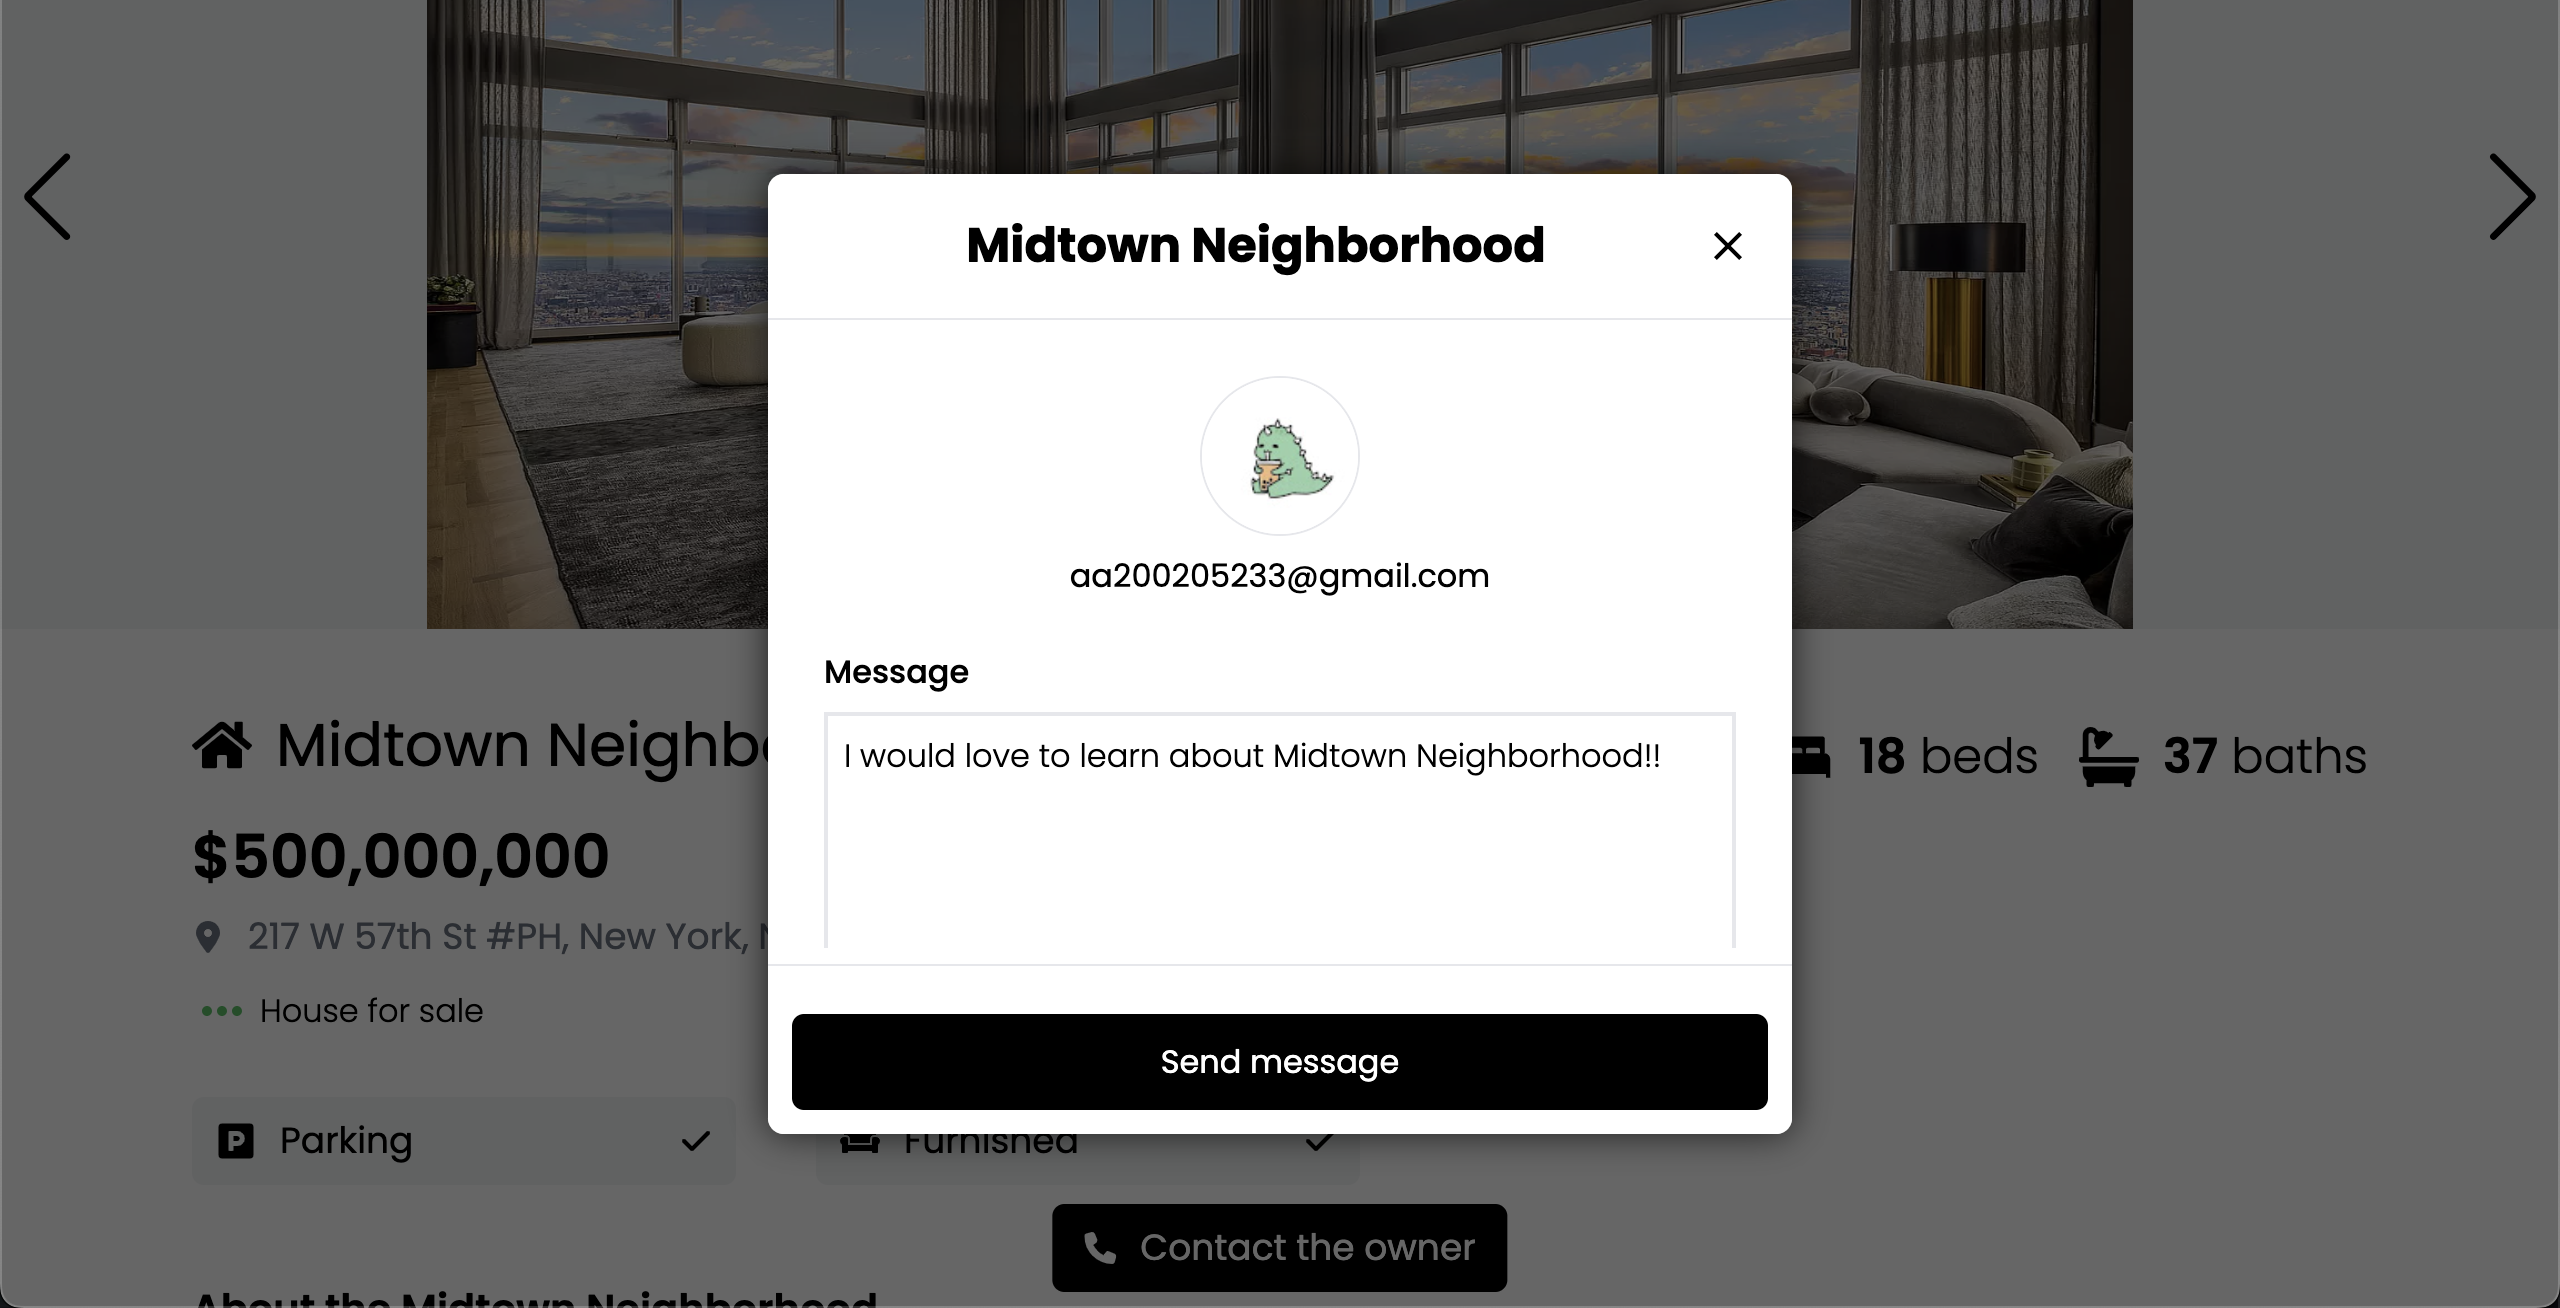 Midtown Neighborhood
aa200205233@gmail.com
Message
I would love to learn about Midtown Neighborhood!!
Send message
Midtown Neighb
18 beds 37 baths
$500,000,000
217 W 57th St #PH, New York,
House for sale
P Parking
Furnished
Contact the owner
About the Midtown Neighborhood